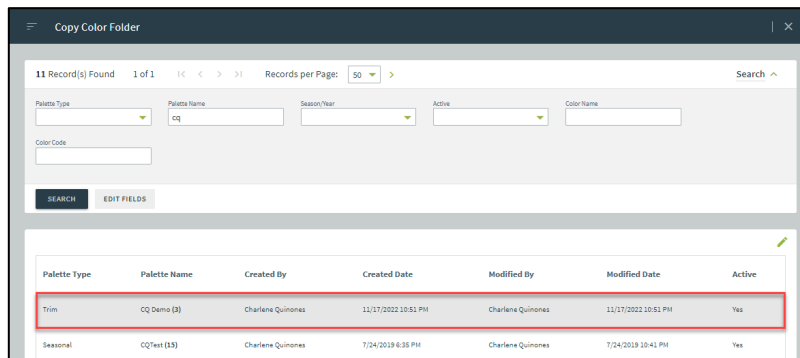 Copy Color Folder
11 Record(s) Found 1 of 1 Records per Page: 50 Search
Palette Type Palette Name Season/Year Active Color Name
cq
Color Code
SEARCH EDIT FIELDS
Palette Type Palette Name Created By Created Date Modified By Modified Date Active
Trim CQ Demo (3) Charlene Quinones 11/17/2022 10:51 PM Charlene Quinones 11/17/2022 10:51 PM Yes
Seasonal CQTest (15) Charlene Quinones 7/24/2019 6:35 PM Charlene Quinones 7/24/2019 10:41 PM Yes